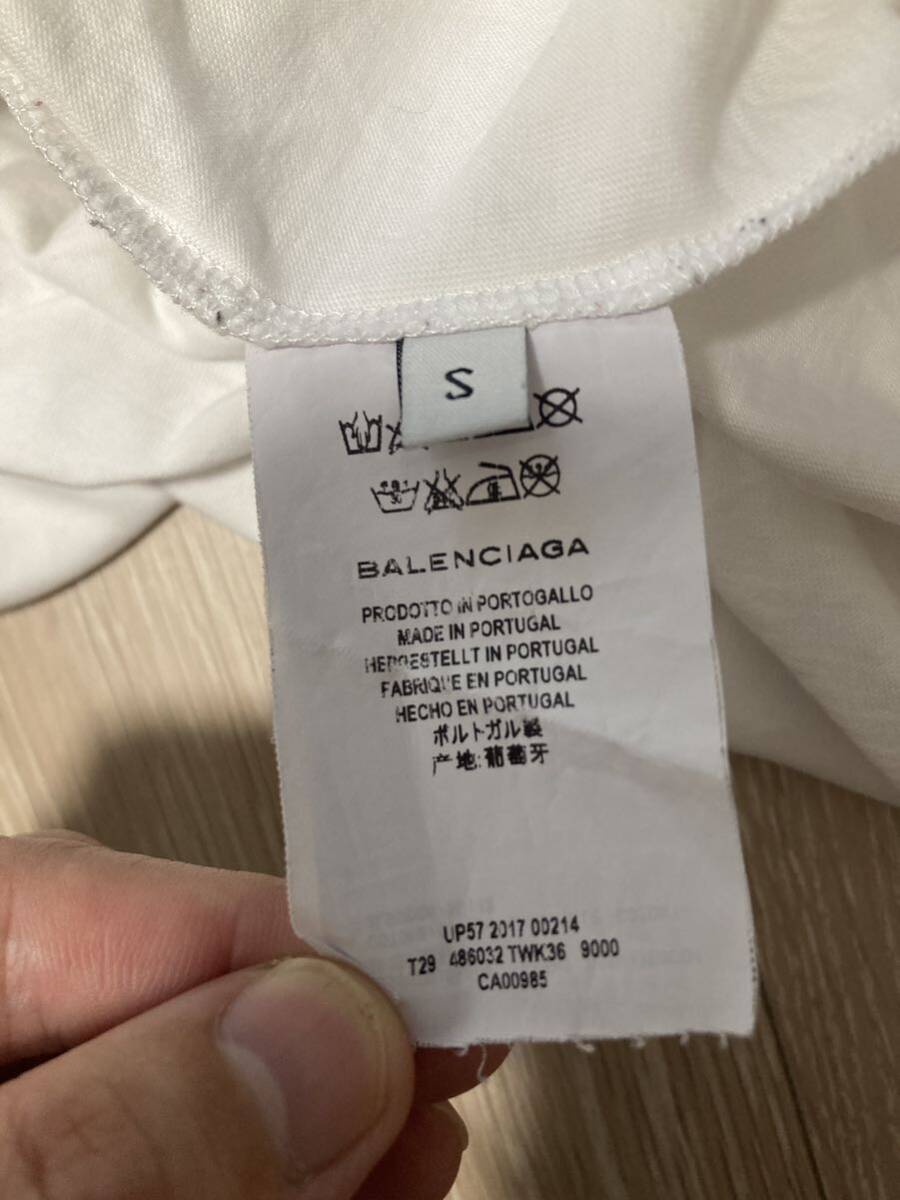 S
BALENCIAGA
PRODOTTO IN PORTOGALLO
MADE IN PORTUGAL
HERGESTELLT IN PORTUGAL
FABRIQUE EN PORTUGAL
HECHO EN PORTUGAL
ポルトガル製
产地:葡萄牙
UP57 2017 00214
T29 486032 TWK36 9000
CA00985